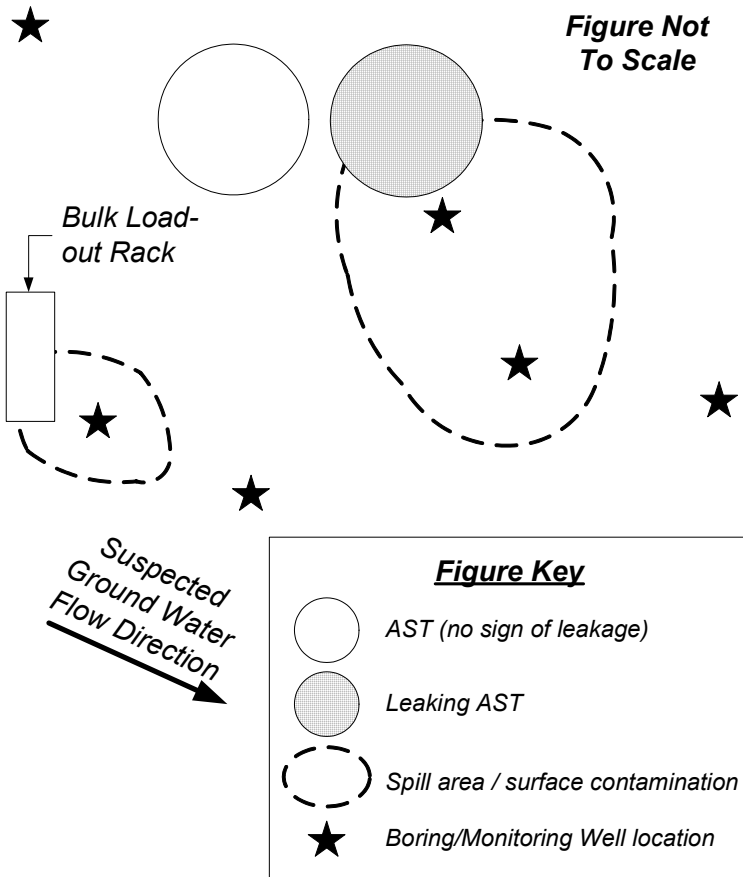 Figure Not
To Scale
Bulk Load-
out Rack
Suspected
Ground Water
Flow Direction
Figure Key
AST (no sign of leakage)
Leaking AST
Spill area / surface contamination
Boring/Monitoring Well location